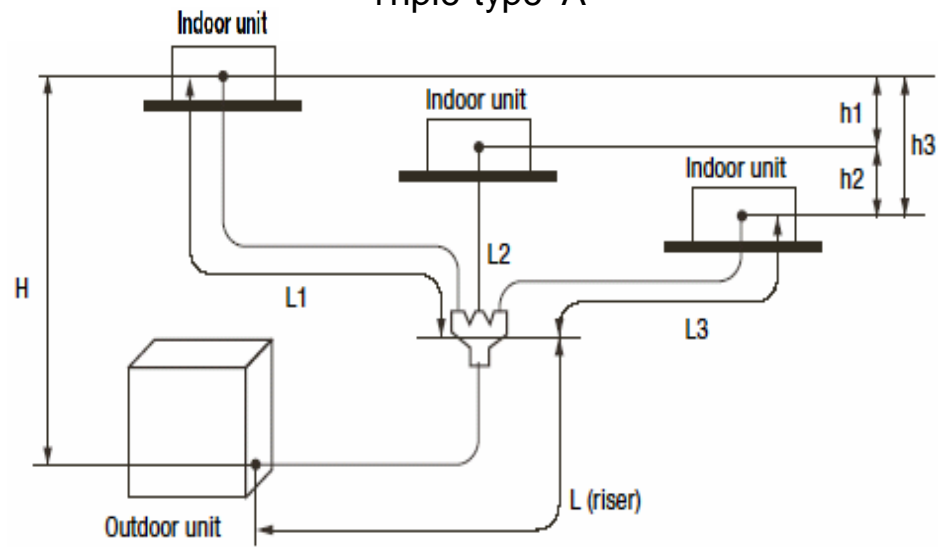 Triple type A
Indoor unit
Indoor unit
h1
h3
Indoor unit
h2
L2
H
L1
L3
L (riser)
Outdoor unit